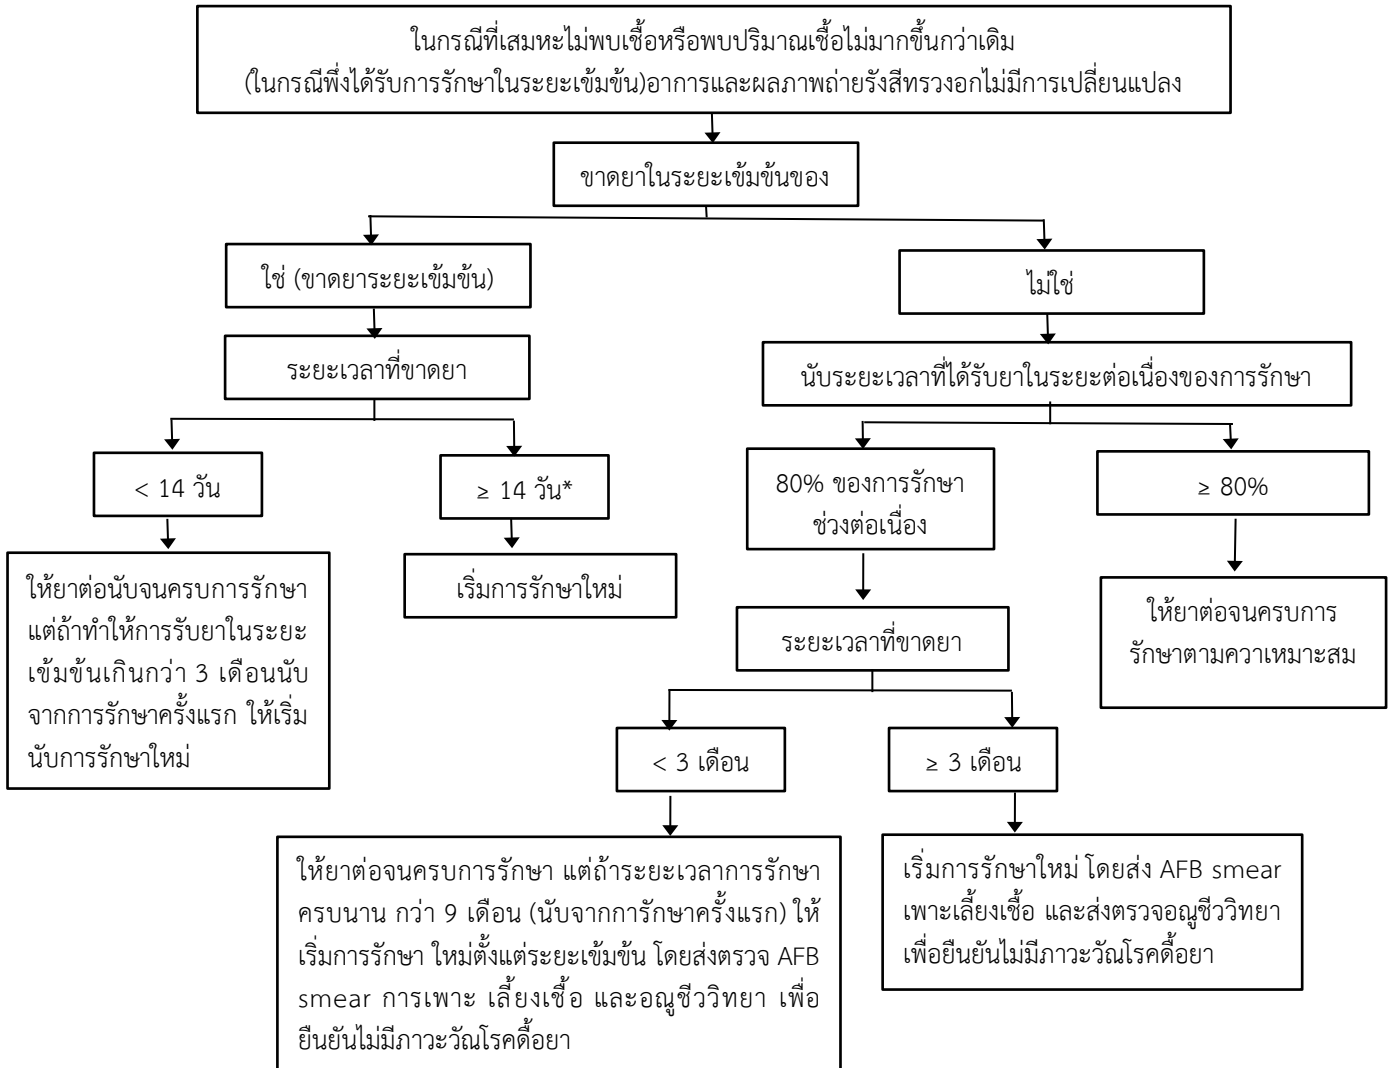 ในกรณีที่เสมหะไม่พบเชื้อหรือพบปริมาณเชื้อไม่มากขึ้นกว่าเดิม
(ในกรณีพึ่งได้รับการรักษาในระยะเข้มข้น)อาการและผลภาพถ่ายรังสีทรวงอกไม่มีการเปลี่ยนแปลง
ขาดยาในระยะเข้มข้นของ
ใช่ (ขาดยาระยะเข้มข้น)
ไม่ใช่
ระยะเวลาที่ขาดยา
นับระยะเวลาที่ได้รับยาในระยะต่อเนื่องของการรักษา
< 14 วัน
≥ 14 วัน*
80% ของการรักษา
ช่วงต่อเนื่อง
≥ 80%
ให้ยาต่อนับจนครบการรักษา
แต่ถ้าทำให้การรับยาในระยะ
เข้มข้นเกินกว่า 3 เดือนนับ
จากการรักษาครั้งแรก ให้เริ่ม
นับการรักษาใหม่
เริ่มการรักษาใหม่
ระยะเวลาที่ขาดยา
ให้ยาต่อจนครบการ
รักษาตามควาเหมาะสม
< 3 เดือน
≥ 3 เดือน
ให้ยาต่อจนครบการรักษา แต่ถ้าระยะเวลาการรักษา
ครบนาน กว่า 9 เดือน (นับจากการักษาครั้งแรก) ให้
เริ่มการรักษา ใหม่ตั้งแต่ระยะเข้มข้น โดยส่งตรวจ AFB
smear การเพาะ เลี้ยงเชื้อ และอณูชีววิทยา เพื่อ
ยืนยันไม่มีภาวะวัณโรคดื้อยา
เริ่มการรักษาใหม่ โดยส่ง AFB smear
เพาะเลี้ยงเชื้อ และส่งตรวจอณูชีววิทยา
เพื่อยืนยันไม่มีภาวะวัณโรคดื้อยา